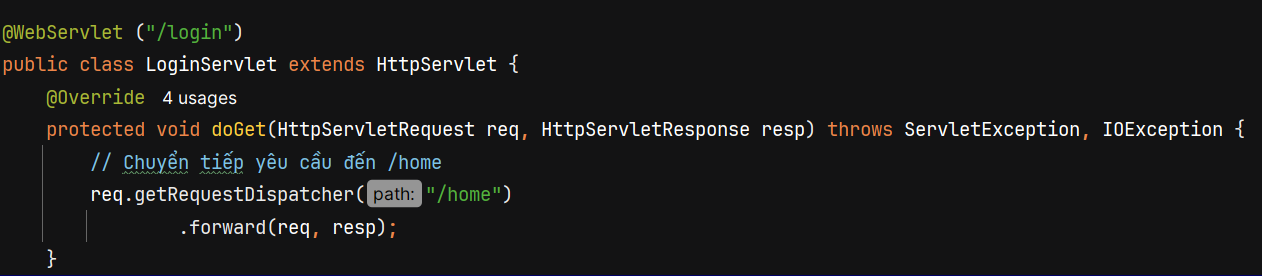 @WebServlet ("/login")
public class LoginServlet extends HttpServlet {
@Override 4 usages
protected void doGet(HttpServletRequest req, HttpServletResponse resp) throws ServletException, IOException {
// Chuyển tiếp yêu cầu đến /home
req.getRequestDispatcher( path: "/home")
.forward(req, resp);
}